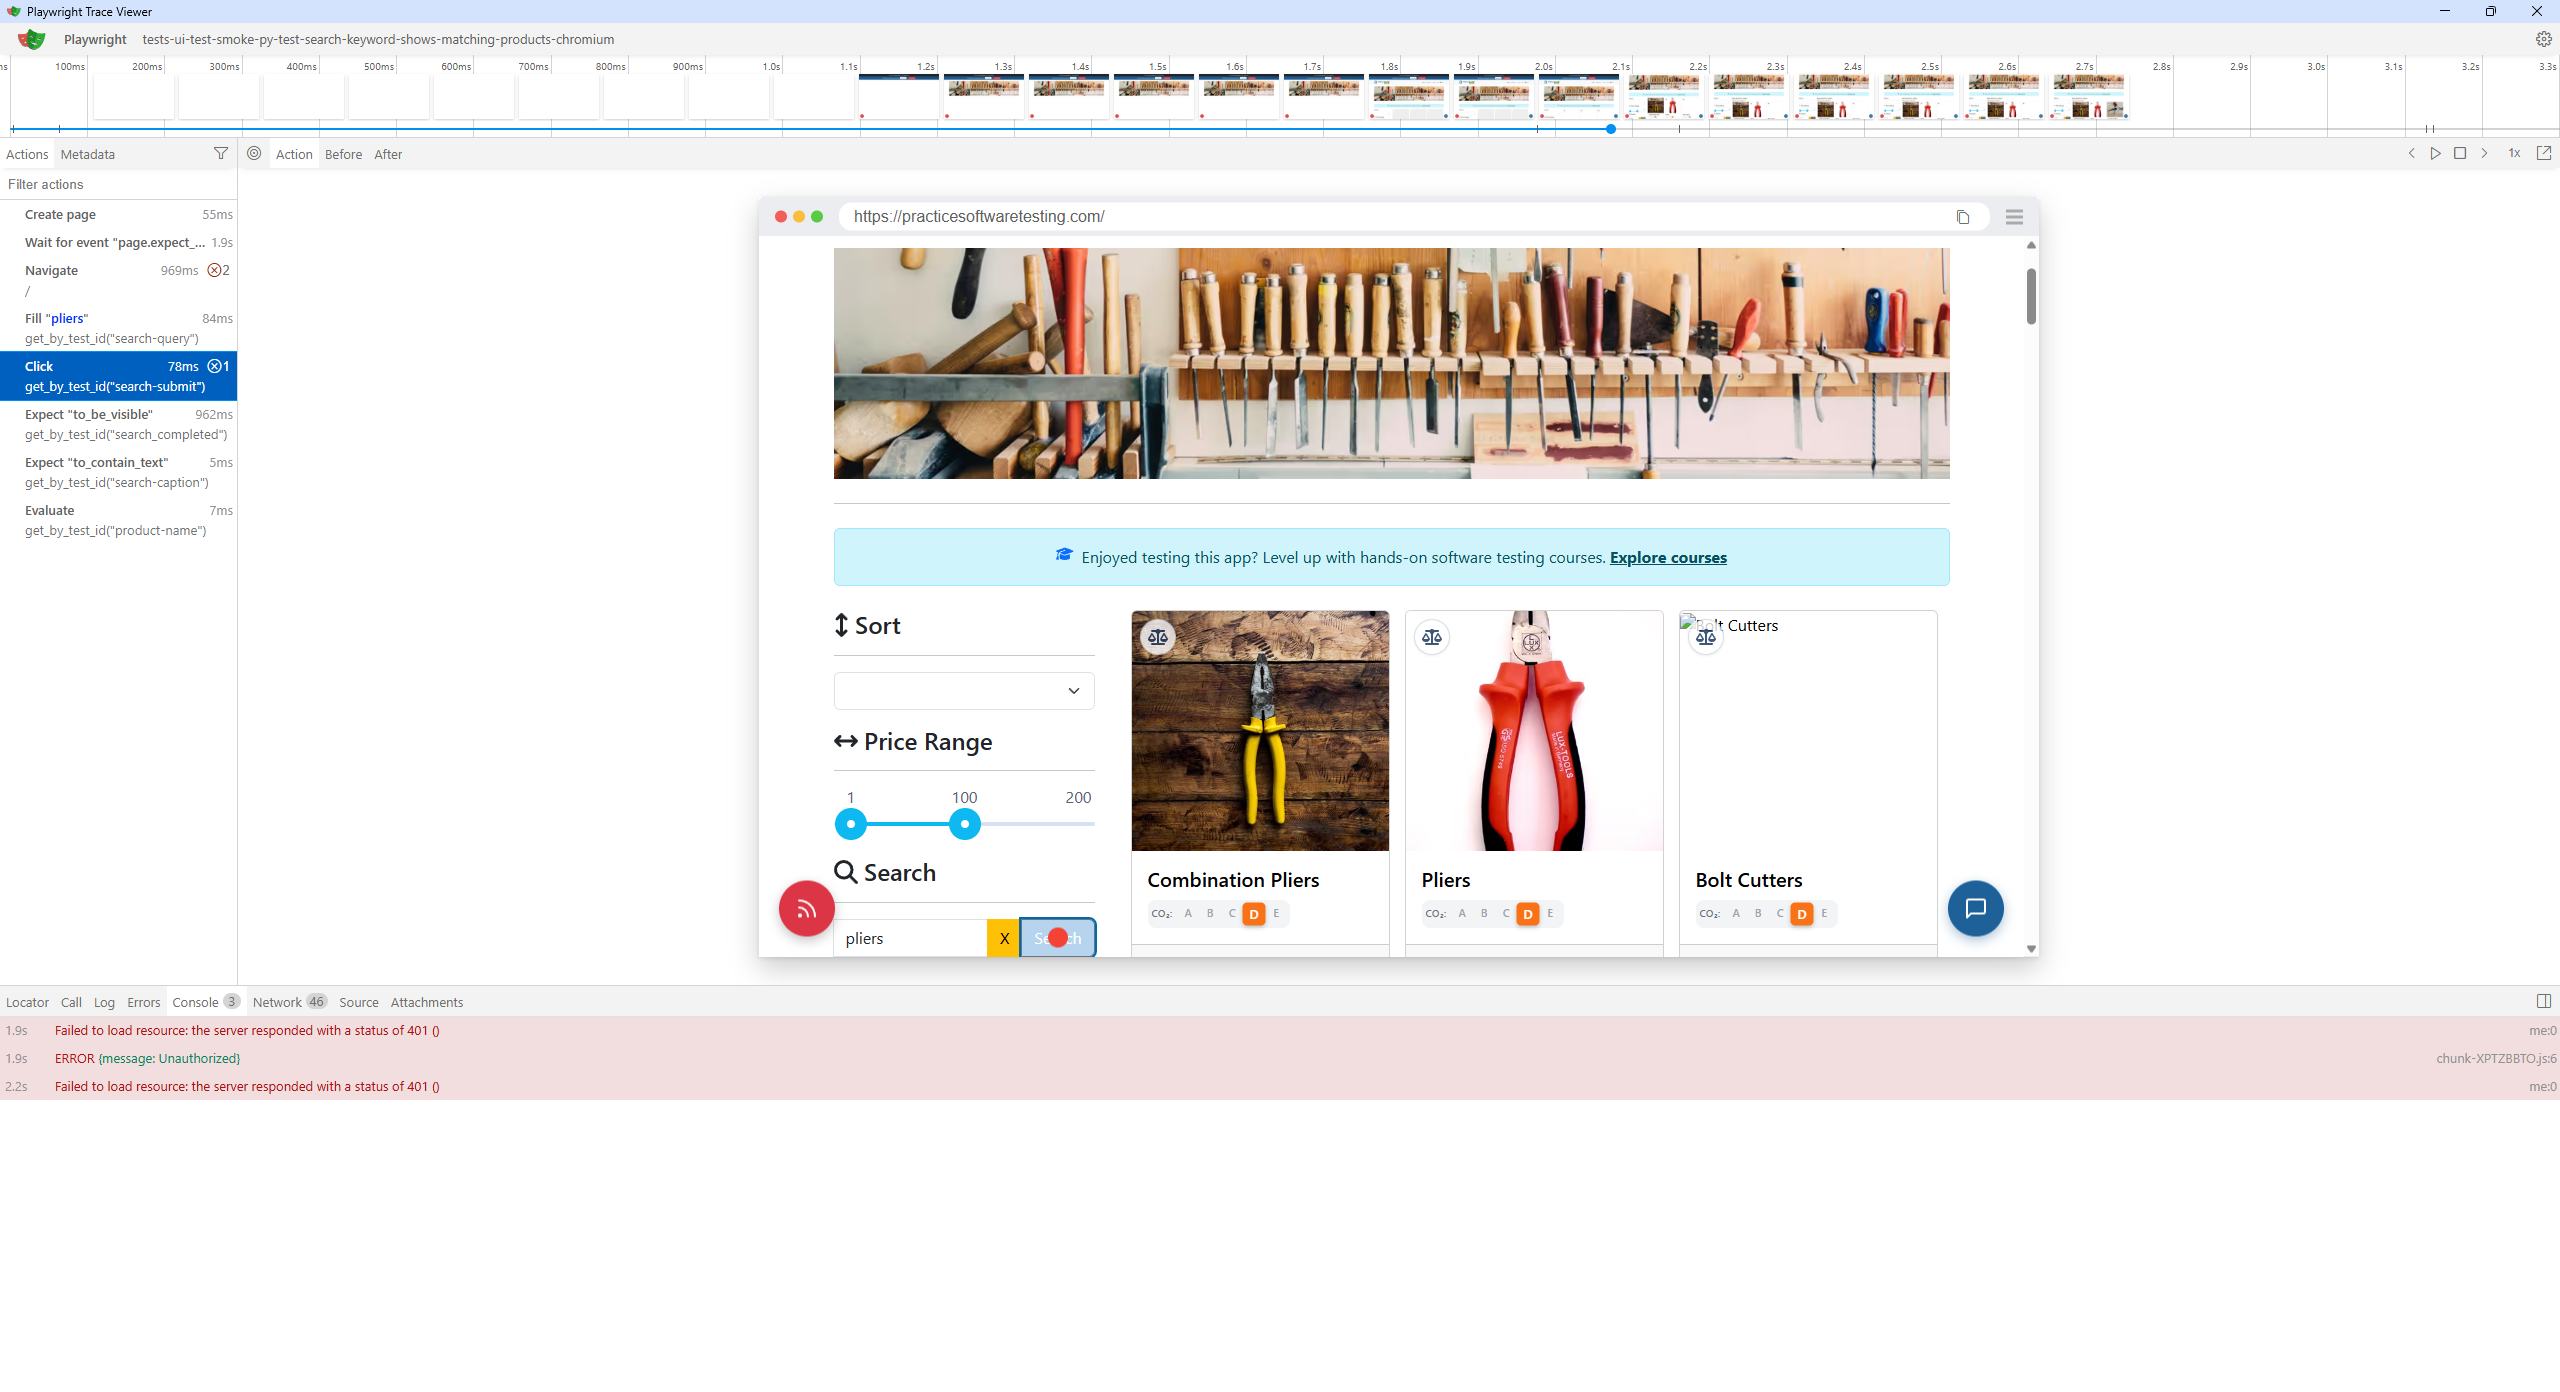 Playwright Trace Viewer
Playwright tests-ui-test-smoke-py-test-search-keyword-shows-matching-products-chromium
100ms 200ms 300ms 400ms 500ms 600ms 700ms 800ms 900ms 1.0s 1.1s 1.2s 1.3s 1.4s 1.5s 1.6s 1.7s 1.8s 1.9s 2.0s 2.1s 2.2s 2.3s 2.4s 2.5s 2.6s 2.7s 2.8s 2.9s 3.0s 3.1s 3.2s 3.3s
Actions Metadata
Action Before After
1x
Filter actions
Create page 55ms
Wait for event "page.expect_... 1.9s
Navigate 969ms 2
/
Fill "pliers" 84ms
get_by_test_id("search-query")
Click 78ms 1
get_by_test_id("search-submit")
Expect "to_be_visible" 962ms
get_by_test_id("search_completed")
Expect "to_contain_text" 5ms
get_by_test_id("search-caption")
Evaluate 7ms
get_by_test_id("product-name")
https://practicesoftwaretesting.com/
Enjoyed testing this app? Level up with hands-on software testing courses. Explore courses
Sort
Price Range
1 100 200
Search
pliers X
Combination Pliers
CO₂: A B C D E
LUX-TOOLS
Pliers
CO₂: A B C D E
Cutters
Bolt Cutters
CO₂: A B C D E
Locator Call Log Errors Console 3 Network 46 Source Attachments
1.9s Failed to load resource: the server responded with a status of 401 () me:0
1.9s ERROR {message: Unauthorized} chunk-XPTZBBTO.js:6
2.2s Failed to load resource: the server responded with a status of 401 () me:0